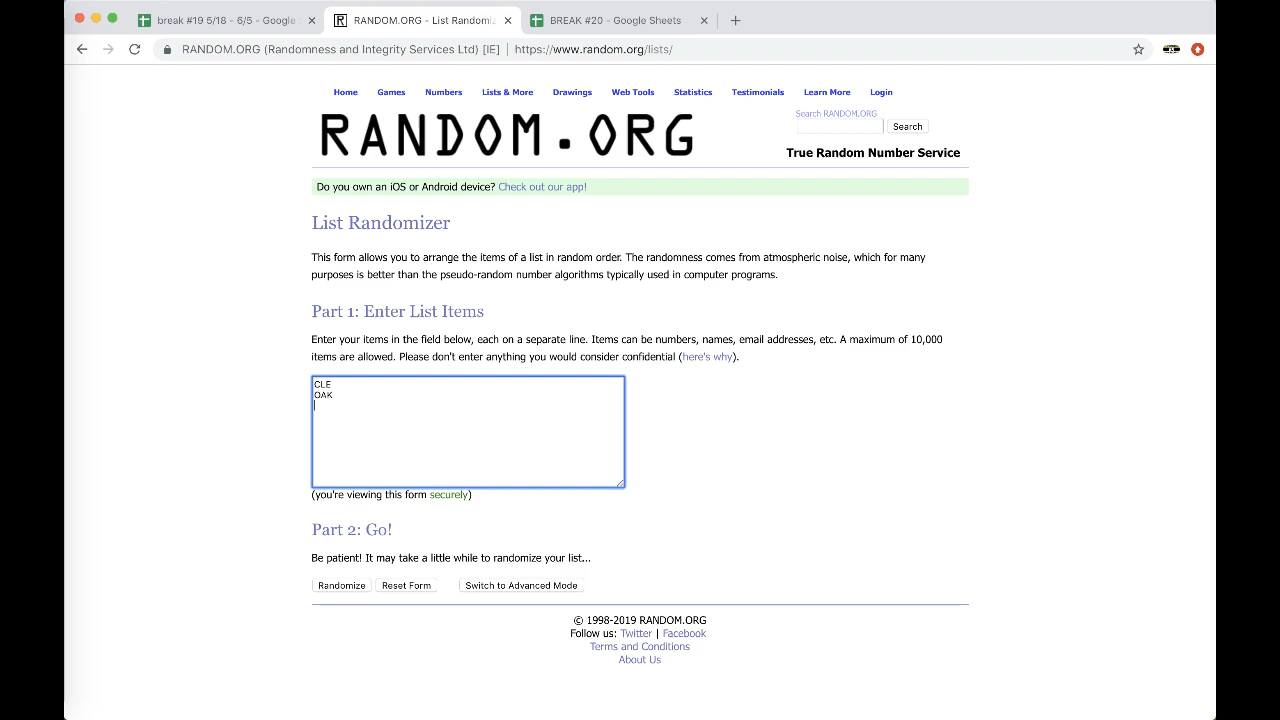 break #19 5/18 - 6/5 - Google
RANDOM.ORG - List Randomiz
BREAK #20 - Google Sheets
RANDOM.ORG (Randomness and Integrity Services Ltd) [IE] | https://www.random.org/lists/
Home Games Numbers Lists & More Drawings Web Tools Statistics Testimonials Learn More Login
RANDOM.ORG
Search RANDOM.ORG
Search
True Random Number Service
Do you own an iOS or Android device? Check out our app!
List Randomizer
This form allows you to arrange the items of a list in random order. The randomness comes from atmospheric noise, which for many
purposes is better than the pseudo-random number algorithms typically used in computer programs.
Part 1: Enter List Items
Enter your items in the field below, each on a separate line. Items can be numbers, names, email addresses, etc. A maximum of 10,000
items are allowed. Please don't enter anything you would consider confidential (here's why).
CLE
OAK
(you're viewing this form securely)
Part 2: Go!
Be patient! It may take a little while to randomize your list...
Randomize Reset Form Switch to Advanced Mode
© 1998-2019 RANDOM.ORG
Follow us: Twitter | Facebook
Terms and Conditions
About Us